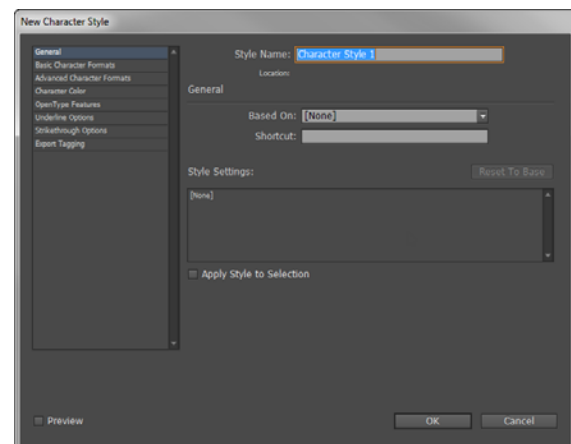 New Character Style
General
Basic Character Formats
Advanced Character Formats
Character Color
OpenType Features
Underline Options
Strikethrough Options
Export Tagging
Style Name: Character Style 1
Location:
General
Based On: [None]
Shortcut:
Style Settings: Reset To Base
[None]
Apply Style to Selection
Preview OK Cancel